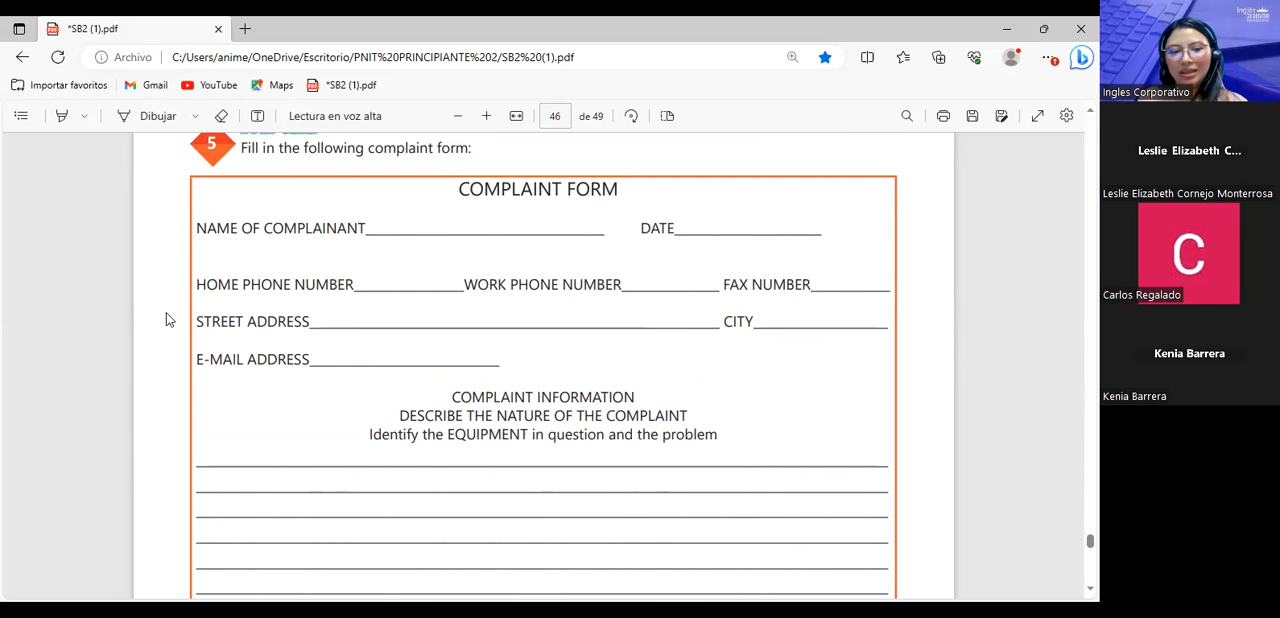 *SB2 (1).pdf
Archivo C:/Users/anime/OneDrive/Escritorio/PNIT%20PRINCIPIANTE%202/SB2%20(1).pdf
Importar favoritos Gmail YouTube Maps *SB2 (1).pdf
Dibujar Lectura en voz alta 46 de 49
5 Fill in the following complaint form:
COMPLAINT FORM
NAME OF COMPLAINANT DATE
HOME PHONE NUMBER WORK PHONE NUMBER FAX NUMBER
STREET ADDRESS CITY
E-MAIL ADDRESS
COMPLAINT INFORMATION
DESCRIBE THE NATURE OF THE COMPLAINT
Identify the EQUIPMENT in question and the problem
Ingles Corporativo
Leslie Elizabeth C...
Leslie Elizabeth Cornejo Monterrosa
C
Carlos Regalado
Kenia Barrera
Kenia Barrera